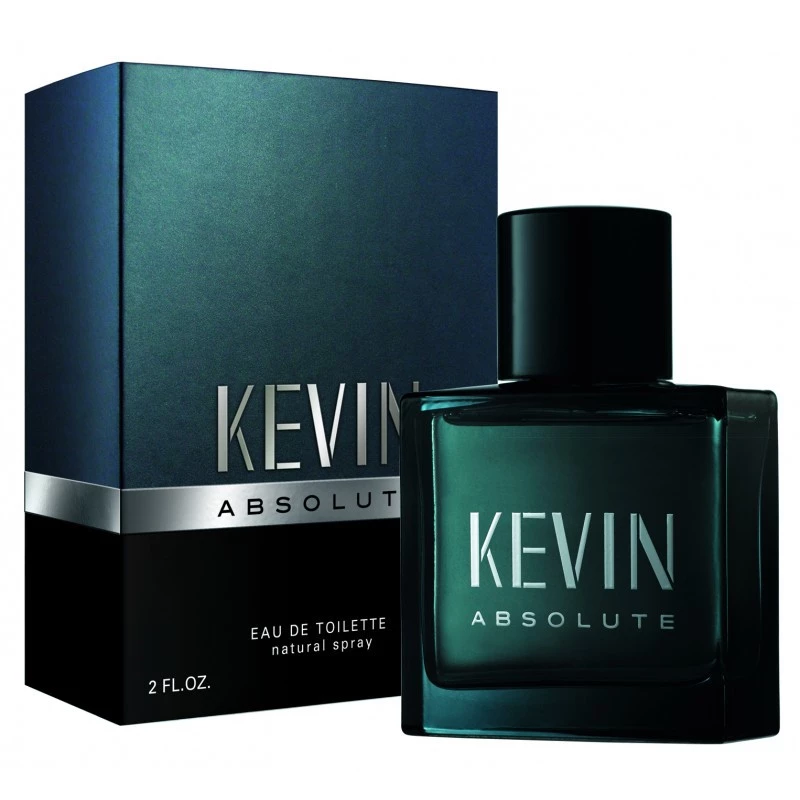 KEVIN
ABSOLUTE
EAU DE TOILETTE
natural spray
2 FL.OZ.
KEVIN
ABSOLUTE